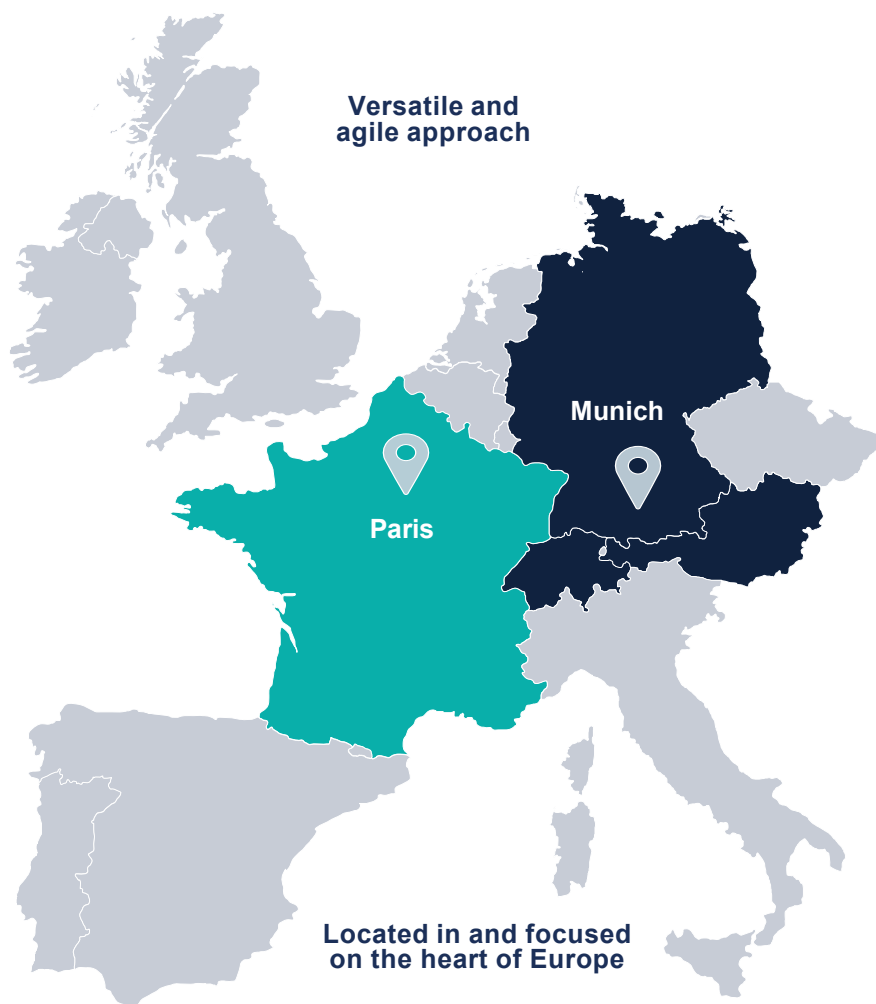 Versatile and
agile approach
Munich
Paris
Located in and focused
on the heart of Europe